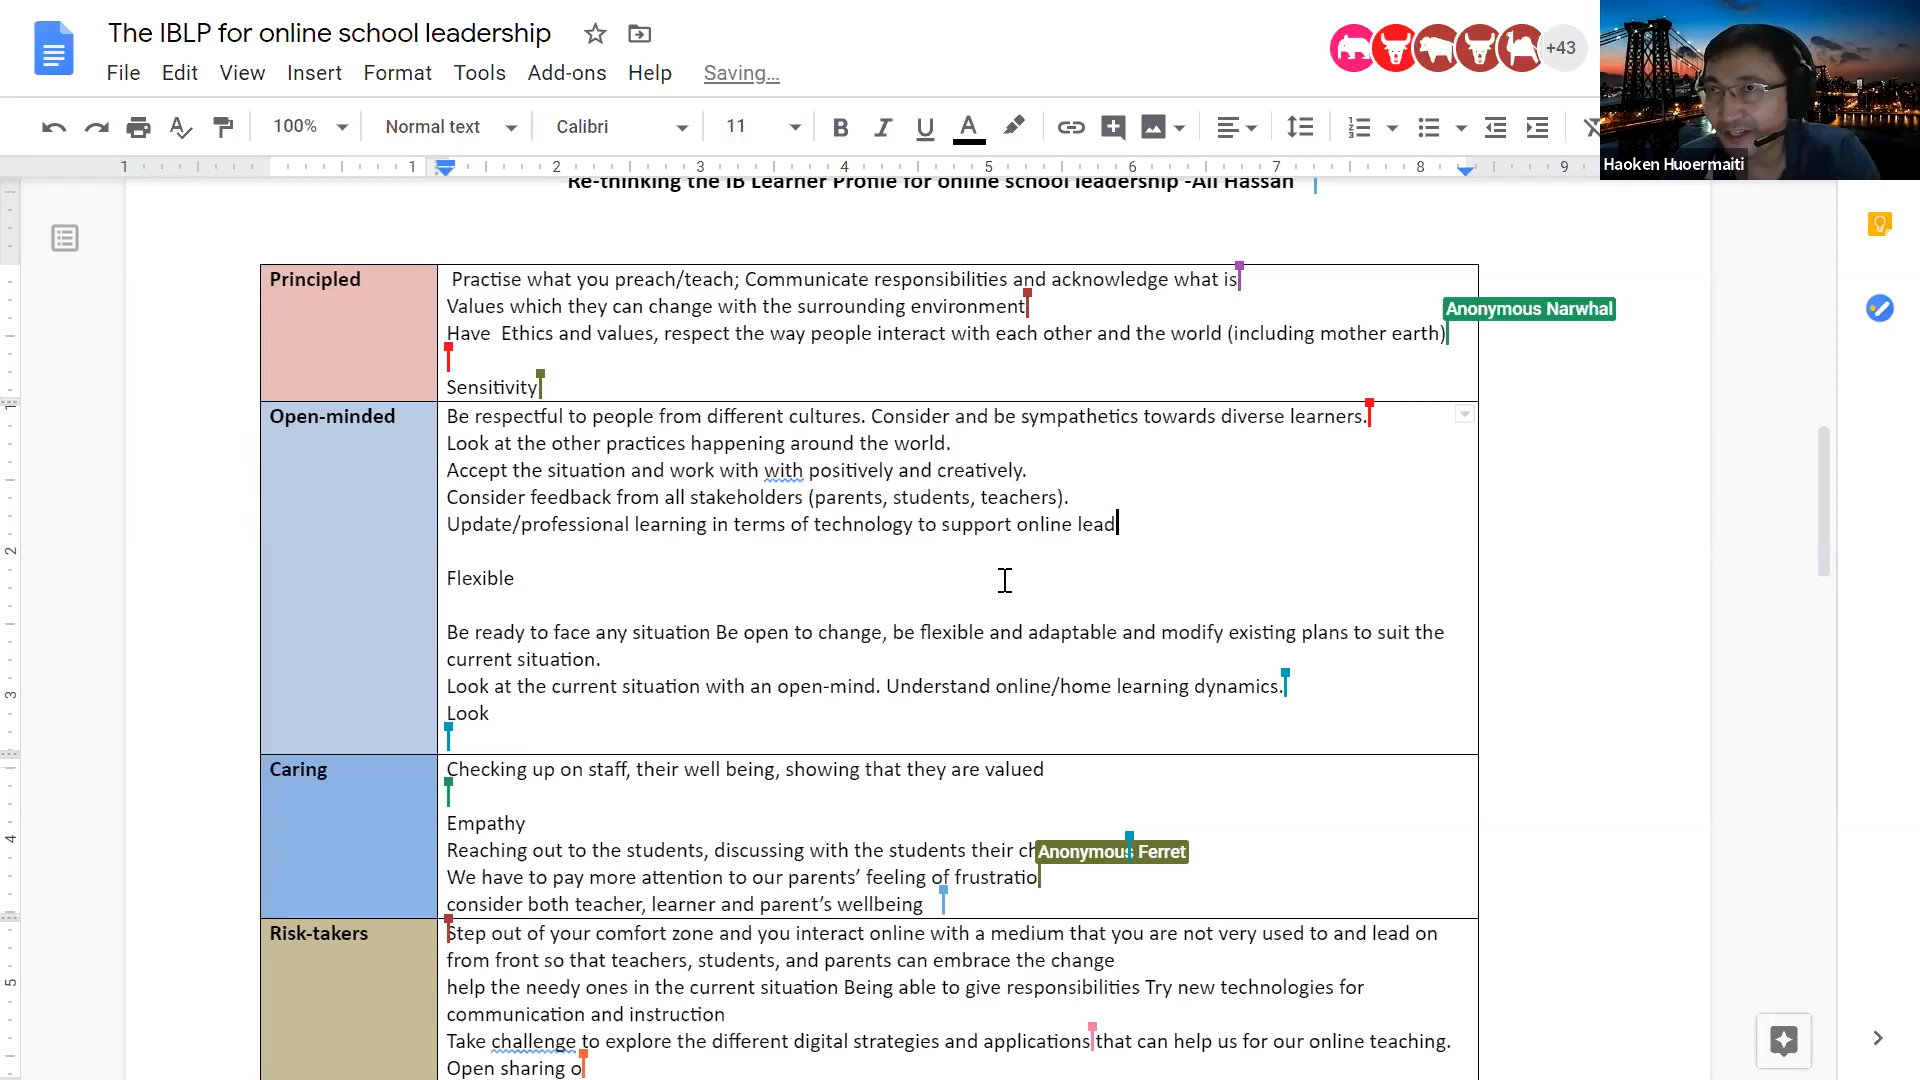 The IBLP for online school leadership
File Edit View Insert Format Tools Add-ons Help Saving...
+43
100% Normal text Calibri 11
1 1 2 3 4 5 6 7 8 9
Haoken Huoermaiti
Re-thinking the IB Learner Profile for online school leadership -Ali Hassan
Principled
Practise what you preach/teach; Communicate responsibilities and acknowledge what is
Values which they can change with the surrounding environment
Anonymous Narwhal
Have  Ethics and values, respect the way people interact with each other and the world (including mother earth)
Sensitivity
Open-minded
Be respectful to people from different cultures. Consider and be sympathetics towards diverse learners.
Look at the other practices happening around the world.
Accept the situation and work with with positively and creatively.
Consider feedback from all stakeholders (parents, students, teachers).
Update/professional learning in terms of technology to support online lead
Flexible
Be ready to face any situation Be open to change, be flexible and adaptable and modify existing plans to suit the
current situation.
Look at the current situation with an open-mind. Understand online/home learning dynamics.
Look
Caring
Checking up on staff, their well being, showing that they are valued
Empathy
Reaching out to the students, discussing with the students their ch
Anonymous Ferret
We have to pay more attention to our parents’ feeling of frustratio
consider both teacher, learner and parent’s wellbeing
Risk-takers
Step out of your comfort zone and you interact online with a medium that you are not very used to and lead on
from front so that teachers, students, and parents can embrace the change
help the needy ones in the current situation Being able to give responsibilities Try new technologies for
communication and instruction
Take challenge to explore the different digital strategies and applications that can help us for our online teaching.
Open sharing o
1
2
3
4
5